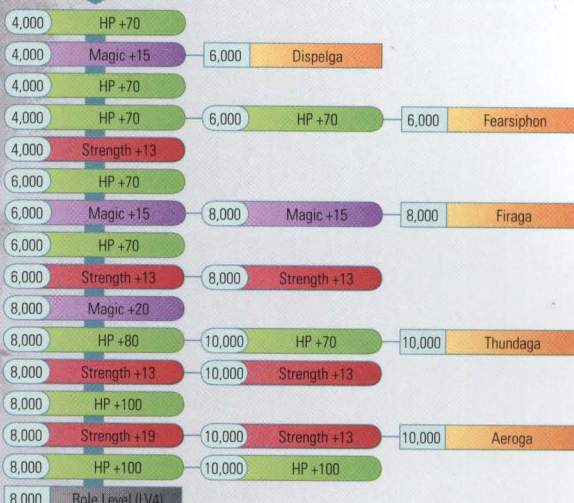 4,000 HP +70
4,000 Magic +15 6,000 Dispelga
4,000 HP +70
4,000 HP +70 6,000 HP +70 6,000 Fearsiphon
4,000 Strength +13
6,000 HP +70
6,000 Magic +15 8,000 Magic +15 8,000 Firaga
6,000 HP +70
6,000 Strength +13 8,000 Strength +13
8,000 Magic +20
8,000 HP +80 10,000 HP +70 10,000 Thundaga
8,000 Strength +13 10,000 Strength +13
8,000 HP +100
8,000 Strength +19 10,000 Strength +13 10,000 Aeroga
8,000 HP +100 10,000 HP +100
8,000 Role Level (LV4)